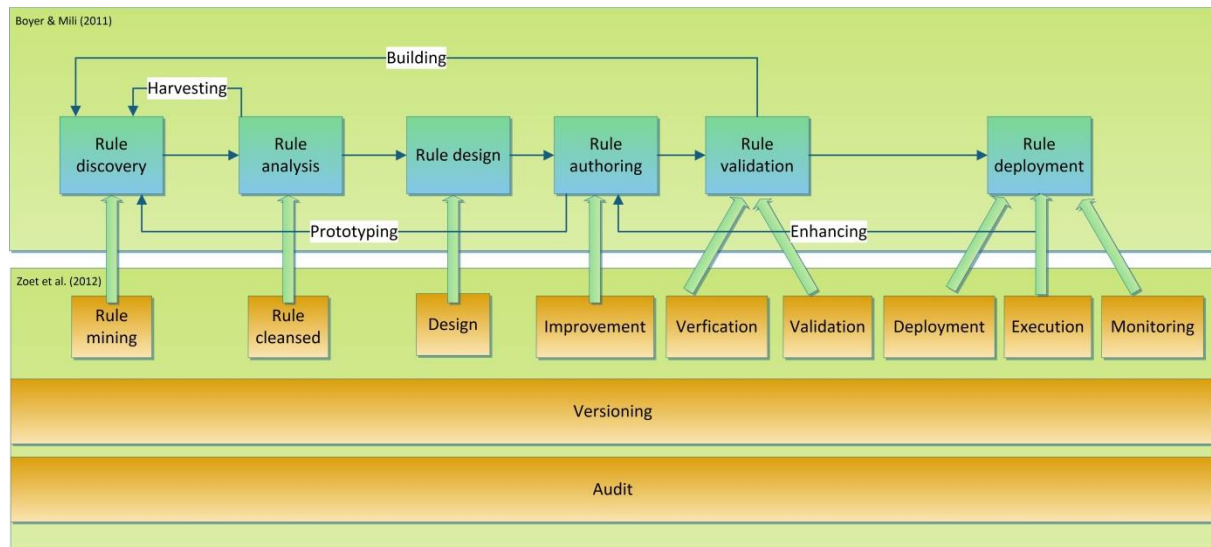 Boyer & Mili (2011)
Building
Harvesting
Rule
discovery
Rule
analysis
Rule design
Rule
authoring
Rule
validation
Rule
deployment
Prototyping
Enhancing
Zoet et al. (2012)
Rule
mining
Rule
cleansed
Design
Improvement
Verfication
Validation
Deployment
Execution
Monitoring
Versioning
Audit